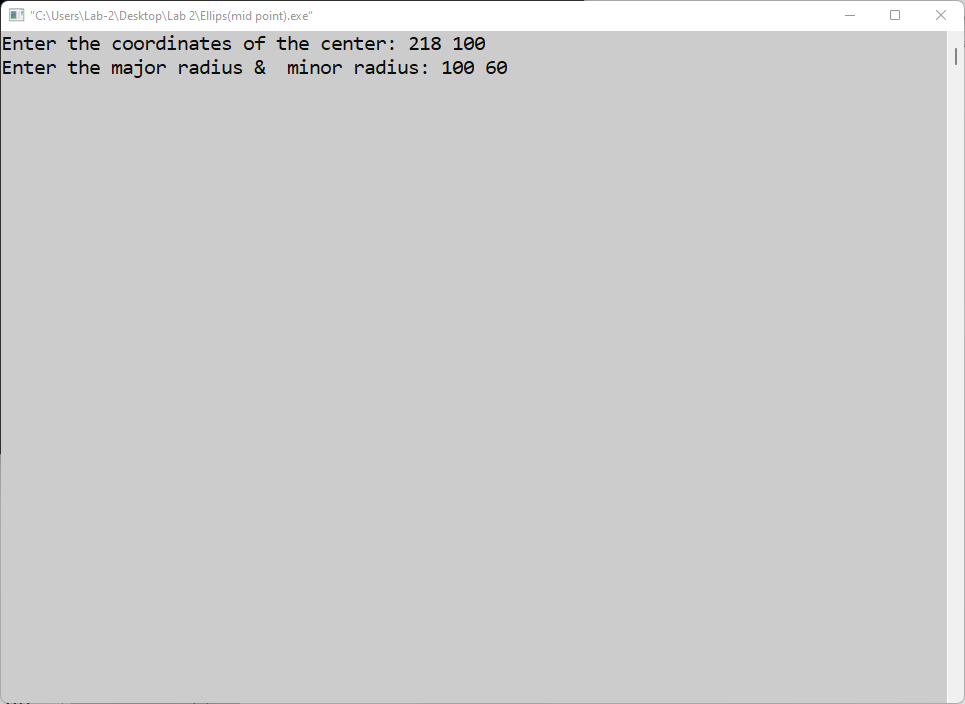 "C:\Users\Lab-2\Desktop\Lab 2\Ellips(mid point).exe"
Enter the coordinates of the center: 218 100
Enter the major radius &  minor radius: 100 60